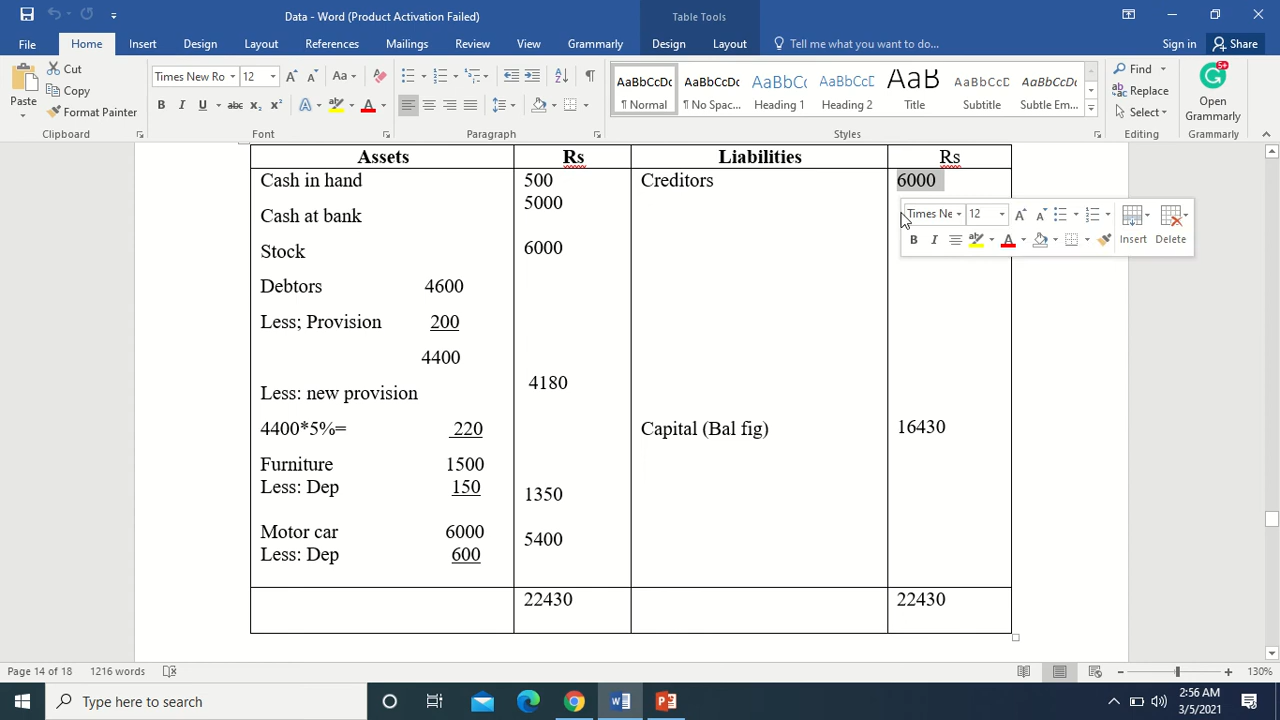 Data - Word (Product Activation Failed)
Table Tools
File Home Insert Design Layout References Mailings Review View Grammarly Design Layout Tell me what you want to do... Sign in Share
Paste
Cut
Copy
Format Painter
Clipboard
Times New Ro 12
Font
Paragraph
AaBbCcDc AaBbCcDc AaBbCc AaBbCcD AaB AaBbCcD AaBbCcDc
¶ Normal ¶ No Spac... Heading 1 Heading 2 Title Subtitle Subtle Em...
Styles
Find
Replace
Select
Editing
Open
Grammarly
Grammarly
Assets Rs Liabilities Rs
Cash in hand 500 Creditors 6000
Cash at bank 5000
Stock 6000
Debtors 4600
Less; Provision 200
4400
Less: new provision 4180
4400*5%= 220 Capital (Bal fig) 16430
Furniture 1500
Less: Dep 150 1350
Motor car 6000 5400
Less: Dep 600
22430 22430
Times Ne 12
Insert Delete
Page 14 of 18 1216 words 130%
Type here to search
2:56 AM
3/5/2021